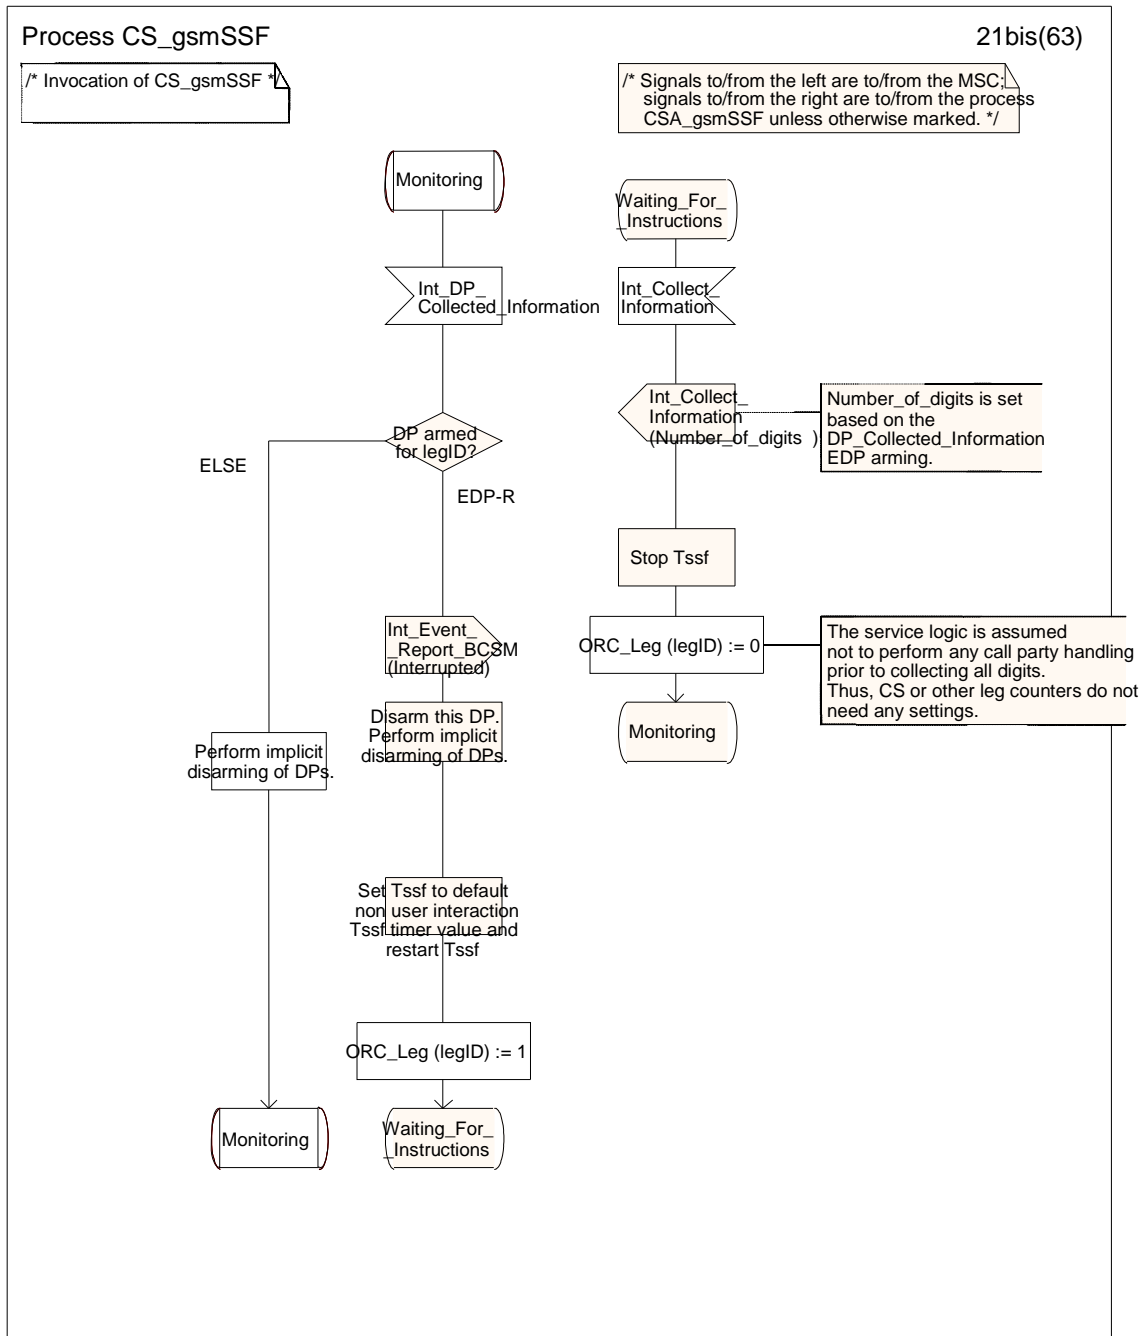 Process CS_gsmSSF
21bis(63)
/* Invocation of CS_gsmSSF */
/* Signals to/from the left are to/from the MSC;
signals to/from the right are to/from the process
CSA_gsmSSF unless otherwise marked. */
Monitoring
Int_DP_
Collected_Information
DP armed
for legID?
ELSE
EDP-R
Int_Event_
_Report_BCSM
(Interrupted)
Disarm this DP.
Perform implicit
disarming of DPs.
Perform implicit
disarming of DPs.
Set Tssf to default
non user interaction
Tssf timer value and
restart Tssf
ORC_Leg (legID) := 1
Monitoring
Waiting_For_
_Instructions
Waiting_For_
_Instructions
Int_Collect_
Information
Int_Collect_
Information
(Number_of_digits )
Number_of_digits is set
based on the
DP_Collected_Information
EDP arming.
Stop Tssf
ORC_Leg (legID) := 0
The service logic is assumed
not to perform any call party handling
prior to collecting all digits.
Thus, CS or other leg counters do not
need any settings.
Monitoring